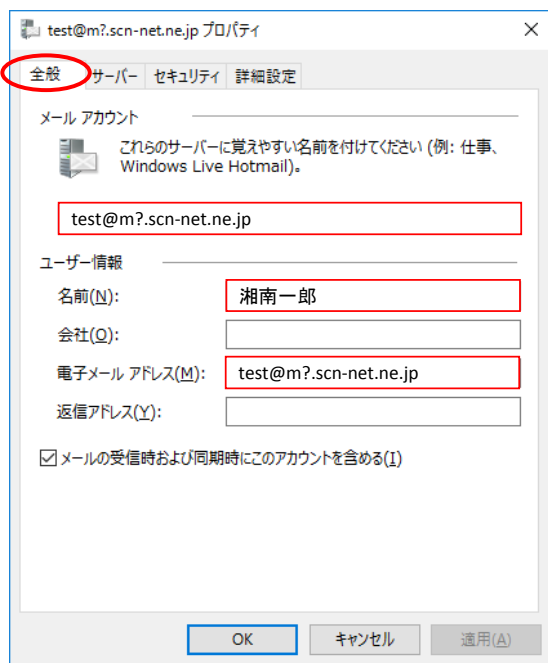 test@m?.scn-net.ne.jp プロパティ
全般 サーバー セキュリティ 詳細設定
メール アカウント
これらのサーバーに覚えやすい名前を付けてください (例: 仕事、
Windows Live Hotmail)。
test@m?.scn-net.ne.jp
ユーザー情報
名前(N): 湘南一郎
会社(O):
電子メール アドレス(M): test@m?.scn-net.ne.jp
返信アドレス(Y):
メールの受信時および同期時にこのアカウントを含める(I)
OK キャンセル 適用(A)